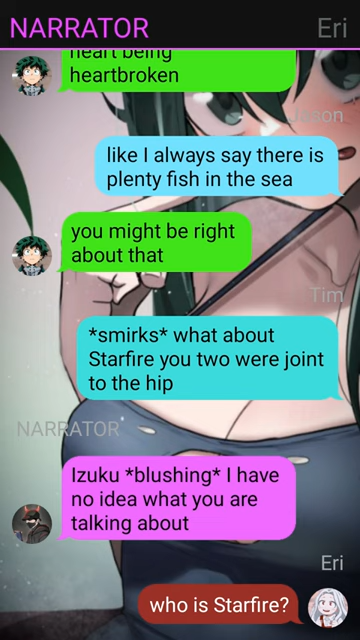 NARRATOR
Eri
heart being
heartbroken
Jason
like I always say there is
plenty fish in the sea
you might be right
about that
Tim
*smirks* what about
Starfire you two were joint
to the hip
NARRATOR
Izuku *blushing* I have
no idea what you are
talking about
Eri
who is Starfire?